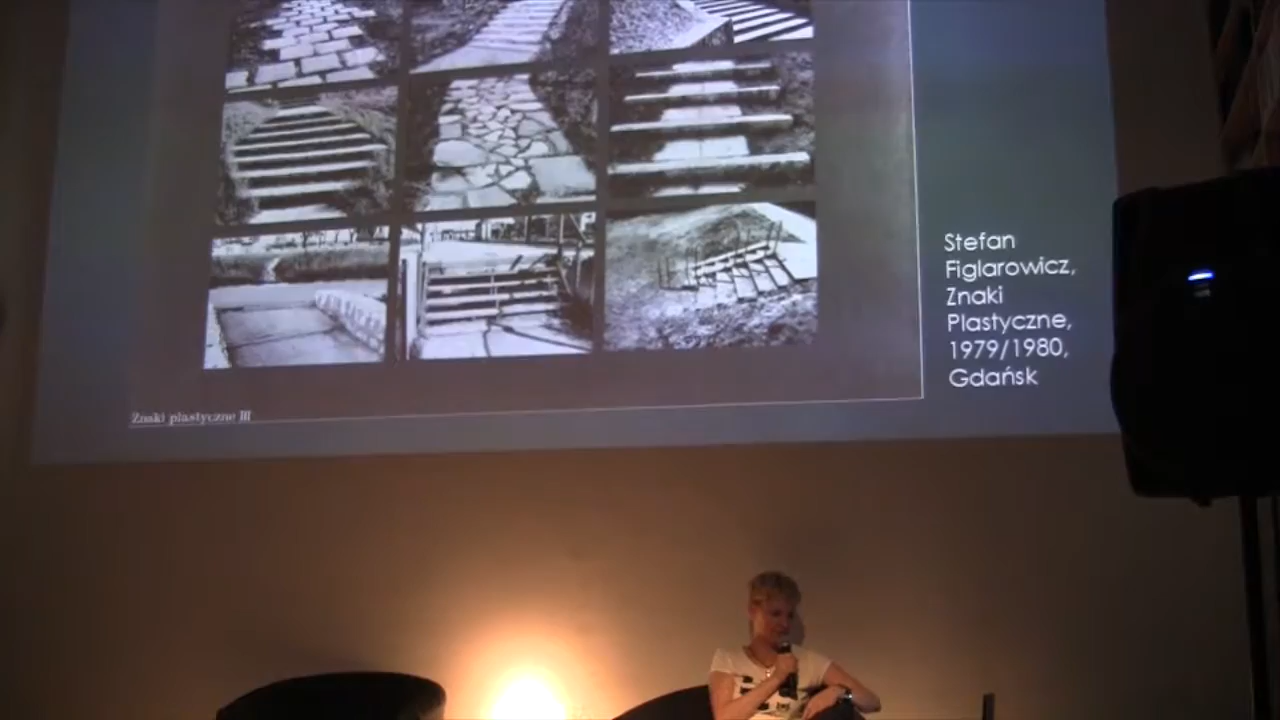 Stefan
Figlarowicz,
Znaki
Plastyczne,
1979/1980,
Gdańsk
Znaki plastyczne III